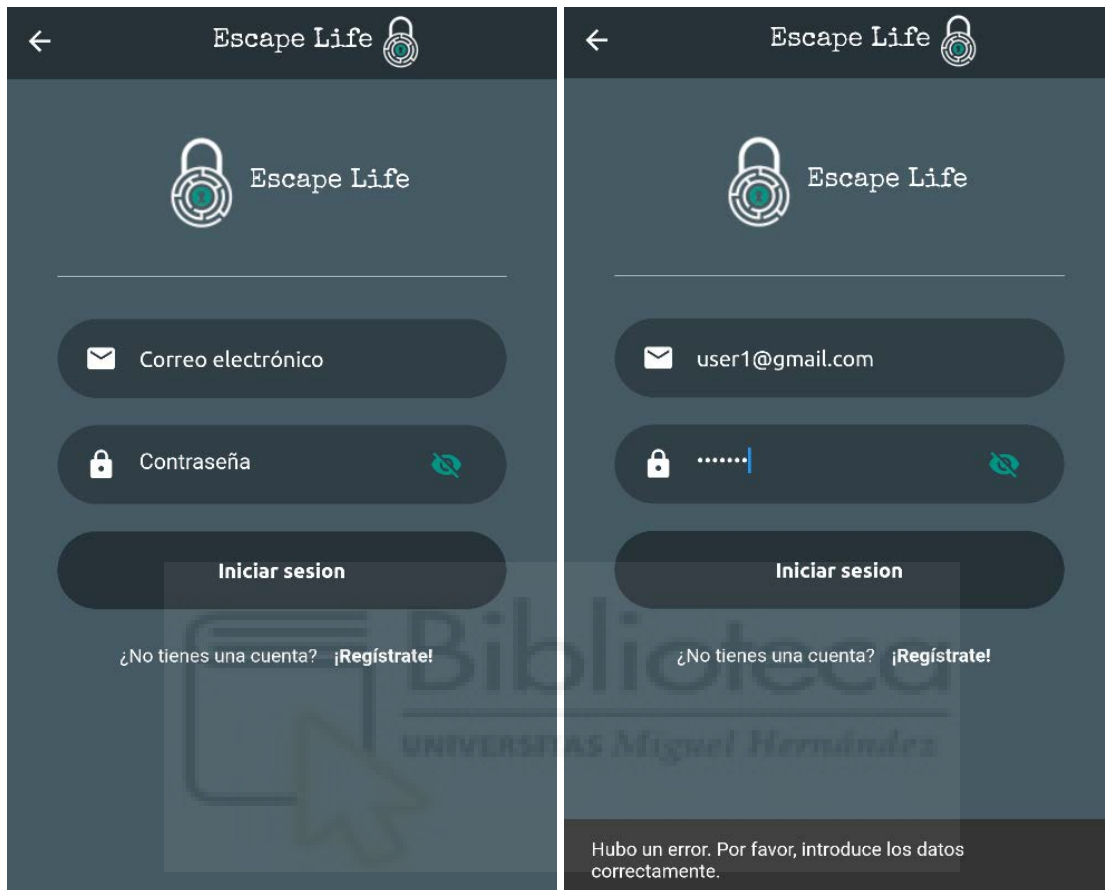 Escape Life
Escape Life
Correo electrónico
Contraseña
Iniciar sesion
¿No tienes una cuenta? ¡Regístrate!
Escape Life
Escape Life
user1@gmail.com
•••••••
Iniciar sesion
¿No tienes una cuenta? ¡Regístrate!
Hubo un error. Por favor, introduce los datos
correctamente.
Biblioteca
UNIVERSITAS Miguel Hernández